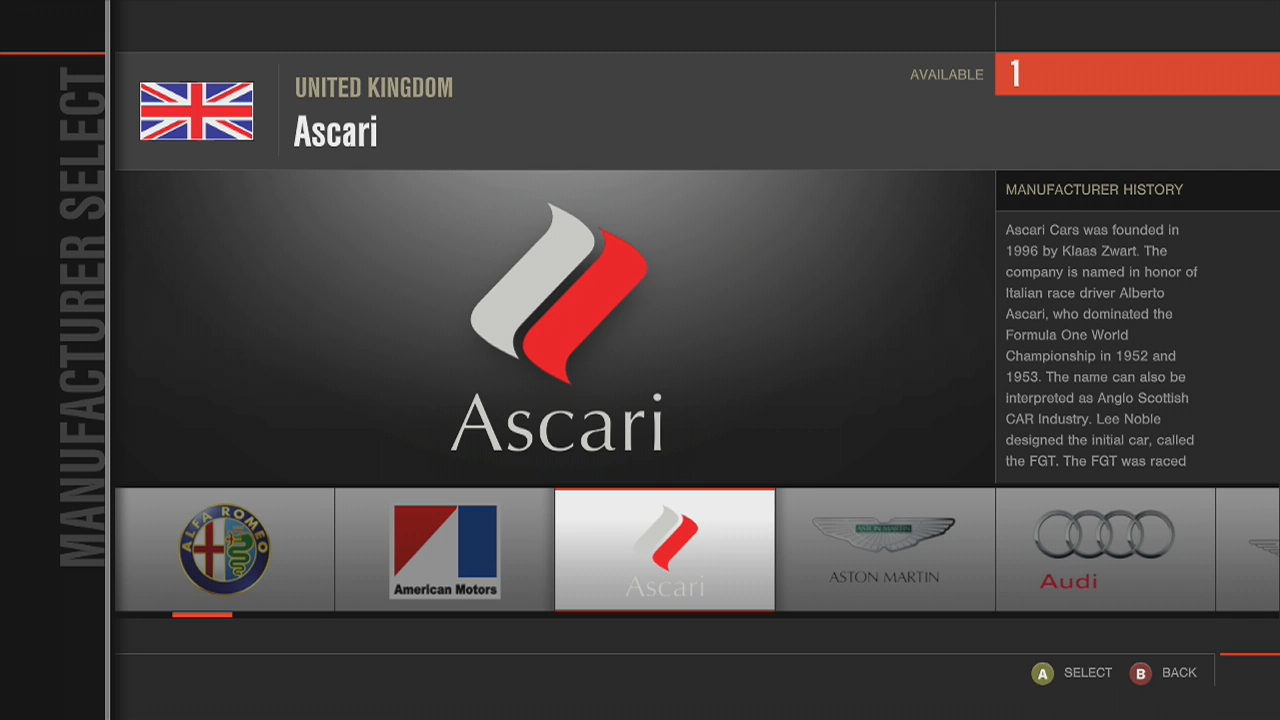 MANUFACTURER SELECT
UNITED KINGDOM
Ascari
AVAILABLE
1
Ascari
MANUFACTURER HISTORY
Ascari Cars was founded in
1996 by Klaas Zwart. The
company is named in honor of
Italian race driver Alberto
Ascari, who dominated the
Formula One World
Championship in 1952 and
1953. The name can also be
interpreted as Anglo Scottish
CAR Industry. Lee Noble
designed the initial car, called
the FGT. The FGT was raced
ALFA ROMEO
American Motors
Ascari
ASTON MARTIN
ASTON MARTIN
Audi
A SELECT B BACK